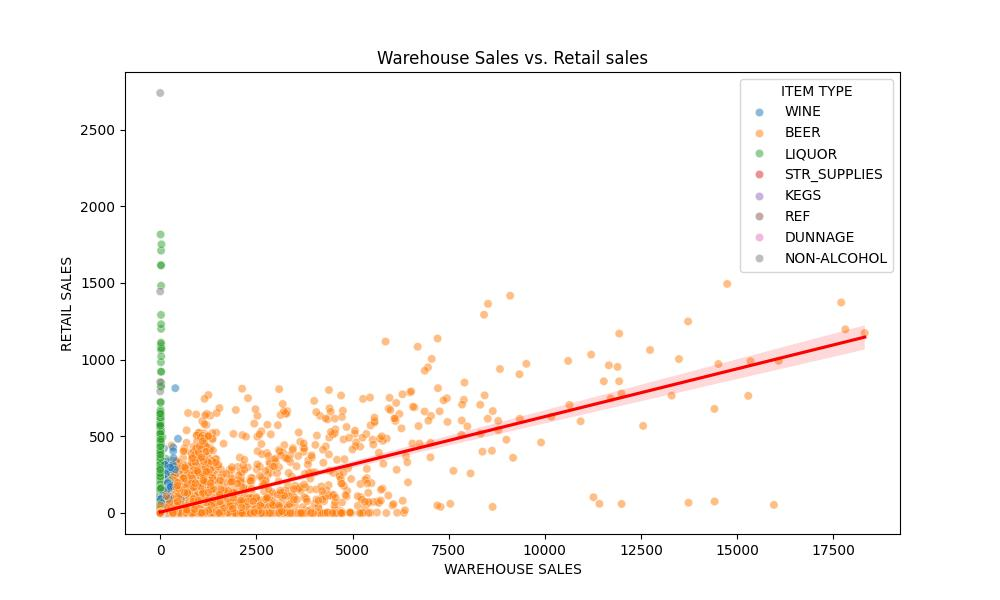 Warehouse Sales vs. Retail sales
ITEM TYPE
WINE
BEER
LIQUOR
STR_SUPPLIES
KEGS
REF
DUNNAGE
NON-ALCOHOL
RETAIL SALES
2500
2000
1500
1000
500
0
0 2500 5000 7500 10000 12500 15000 17500
WAREHOUSE SALES